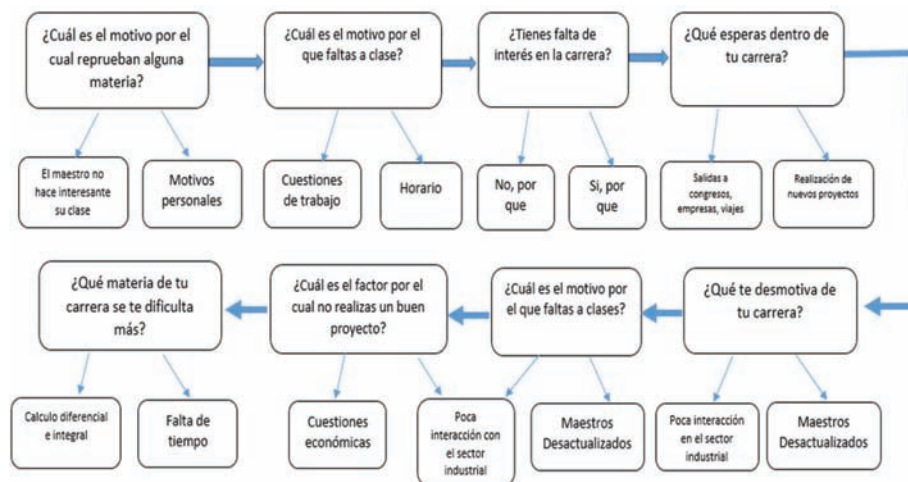 ¿Cuál es el motivo por el
cual reprueban alguna
materia?
¿Cuál es el motivo por el
que faltas a clase?
¿Tienes falta de
interés en la carrera?
¿Qué esperas dentro de
tu carrera?
El maestro no
hace interesante
su clase
Motivos
personales
Cuestiones
de trabajo
Horario
No, por
que
Si, por
que
Salidas a
congresos,
empresas, viajes
Realización de
nuevos proyectos
¿Qué materia de tu
carrera se te dificulta
más?
¿Cuál es el factor por el
cual no realizas un buen
proyecto?
¿Cuál es el motivo por
el que faltas a clases?
¿Qué te desmotiva de
tu carrera?
Calculo diferencial
e integral
Falta de
tiempo
Cuestiones
económicas
Poca
interacción con
el sector
industrial
Maestros
Desactualizados
Poca interacción
en el sector
industrial
Maestros
Desactualizados